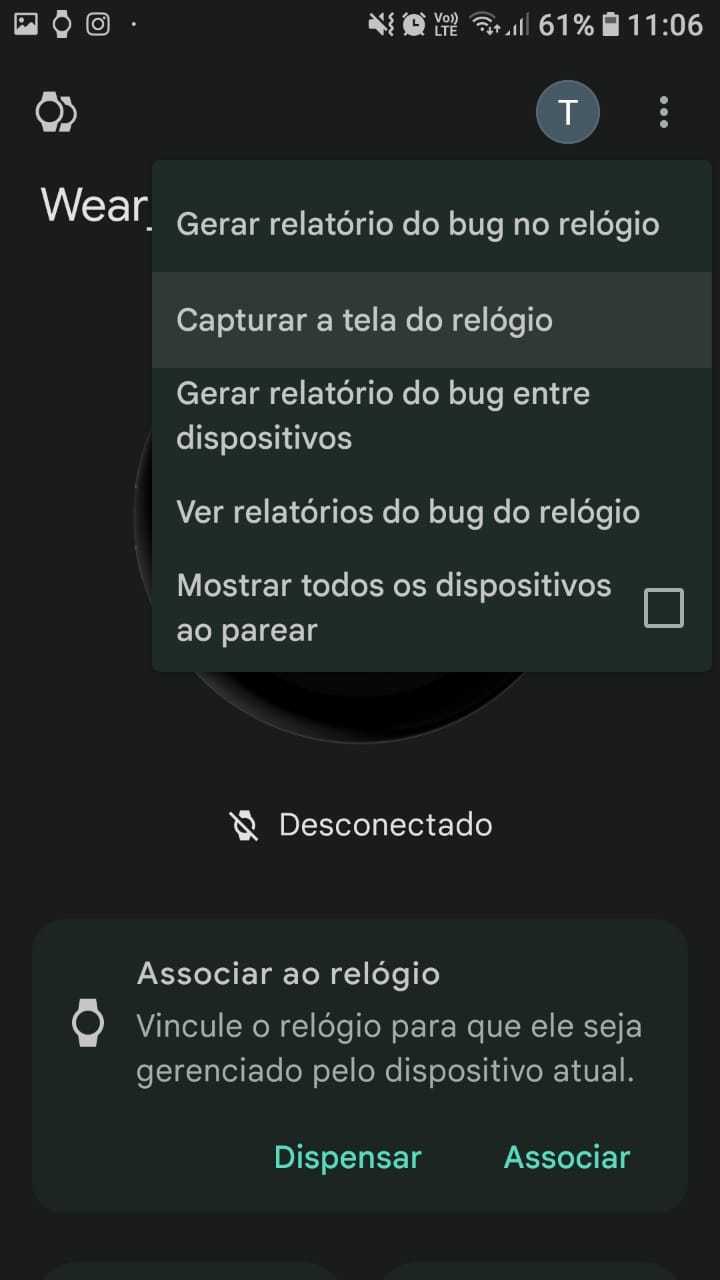 Vo))
LTE
61%
11:06
T
Wear_
Gerar relatório do bug no relógio
Capturar a tela do relógio
Gerar relatório do bug entre
dispositivos
Ver relatórios do bug do relógio
Mostrar todos os dispositivos
ao parear
Desconectado
Associar ao relógio
Vincule o relógio para que ele seja
gerenciado pelo dispositivo atual.
Dispensar Associar